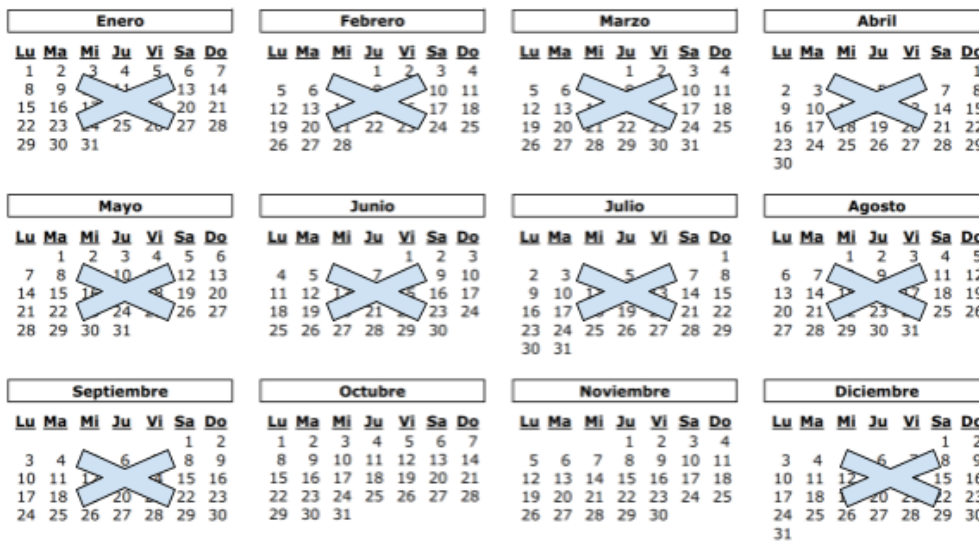 Enero
Lu Ma Mi Ju Vi Sa Do
1 2 3 4 5 6 7
8 9 13 14
15 16 20 21
22 23 25 27 28
29 30 31
Febrero
Lu Ma Mi Ju Vi Sa Do
1 2 3 4
5 6 10 11
12 13 17 18
19 20 22 24 25
26 27 28
Marzo
Lu Ma Mi Ju Vi Sa Do
1 2 3 4
5 6 10 11
12 13 17 18
19 20 22 24 25
26 27 28 29 30 31
Abril
Lu Ma Mi Ju Vi Sa
2 3 7
9 10 14
16 17 18 19 21
23 24 25 26 27 28
30
Mayo
Lu Ma Mi Ju Vi Sa Do
1 2 3 4 5 6
7 8 10 12 13
14 15 19 20
21 22 26 27
28 29 30 31
Junio
Lu Ma Mi Ju Vi Sa Do
1 2 3
4 5 7 9 10
11 12 16 17
18 19 21 23 24
25 26 27 28 29 30
Julio
Lu Ma Mi Ju Vi Sa Do
1
2 3 5 7 8
9 10 14 15
16 17 19 21 22
23 24 25 26 27 28 29
30 31
Agosto
Lu Ma Mi Ju Vi Sa
1 2 3 4
6 7 9 11
13 14 18
20 21 23 25
27 28 29 30 31
Septiembre
Lu Ma Mi Ju Vi Sa Do
1 2
3 4 6 8 9
10 11 15 16
17 18 20 22 23
24 25 26 27 28 29 30
Octubre
Lu Ma Mi Ju Vi Sa Do
1 2 3 4 5 6 7
8 9 10 11 12 13 14
15 16 17 18 19 20 21
22 23 24 25 26 27 28
29 30 31
Noviembre
Lu Ma Mi Ju Vi Sa Do
1 2 3 4
5 6 7 8 9 10 11
12 13 14 15 16 17 18
19 20 21 22 23 24 25
26 27 28 29 30
Diciembre
Lu Ma Mi Ju Vi Sa
1
3 4 6 8
10 11 12 15
17 18 20 22
24 25 26 27 28 29
31